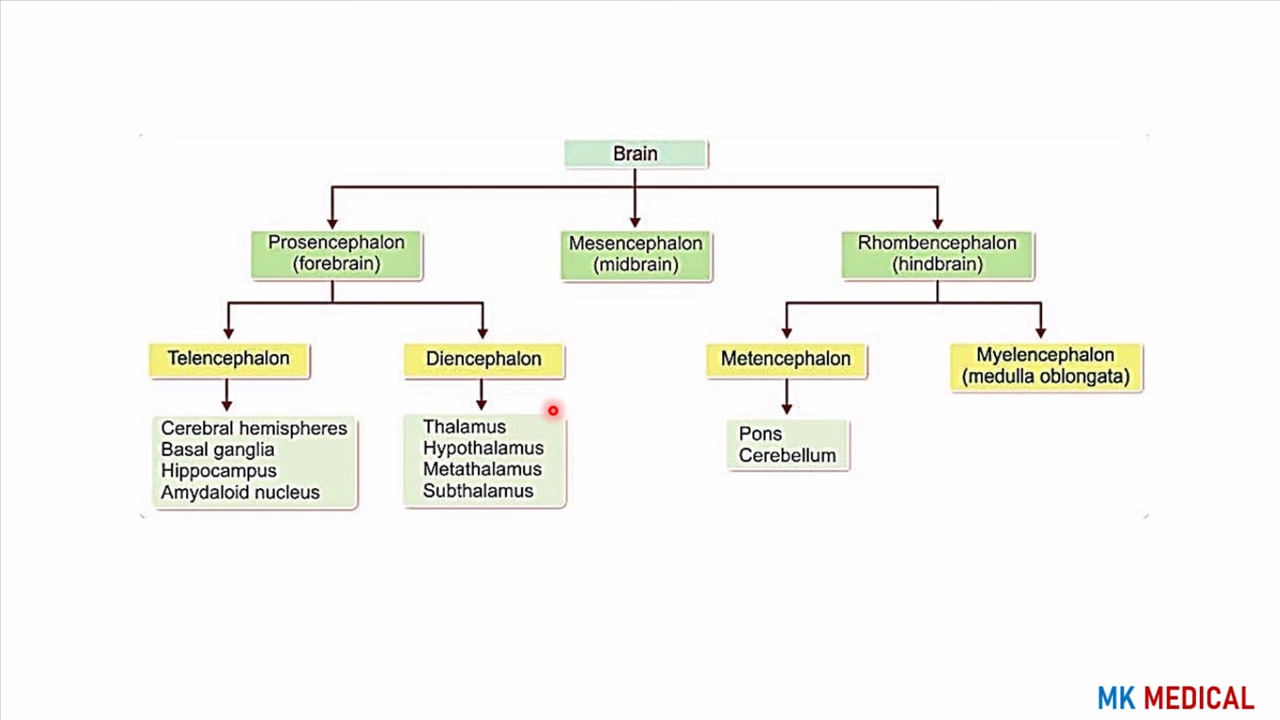 Brain
Prosencephalon
(forebrain)
Mesencephalon
(midbrain)
Rhombencephalon
(hindbrain)
Telencephalon
Diencephalon
Metencephalon
Myelencephalon
(medulla oblongata)
Cerebral hemispheres
Basal ganglia
Hippocampus
Amydaloid nucleus
Thalamus
Hypothalamus
Metathalamus
Subthalamus
Pons
Cerebellum
MK MEDICAL